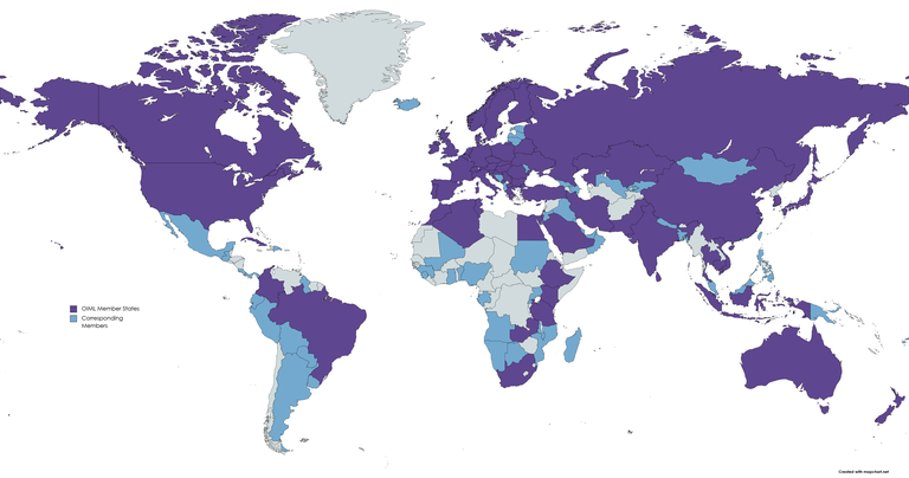 OIML Member States
Corresponding
Members
Created with mapchart.net